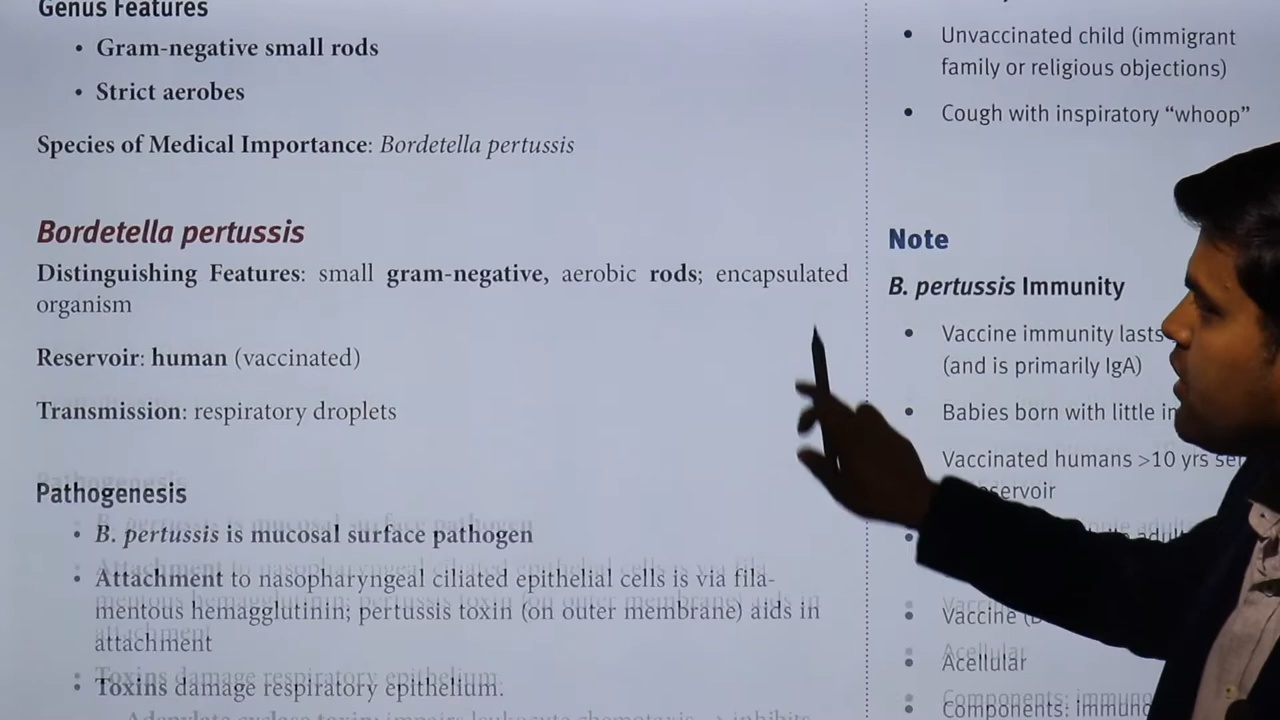 Genus Features
• Gram-negative small rods
• Strict aerobes
Species of Medical Importance: Bordetella pertussis
Bordetella pertussis
Distinguishing Features: small gram-negative, aerobic rods; encapsulated
organism
Reservoir: human (vaccinated)
Transmission: respiratory droplets
Pathogenesis
• B. pertussis is mucosal surface pathogen
• Attachment to nasopharyngeal ciliated epithelial cells is via fila-
mentous hemagglutinin; pertussis toxin (on outer membrane) aids in
attachment
• Toxins damage respiratory epithelium.
• Unvaccinated child (immigrant
family or religious objections)
• Cough with inspiratory “whoop”
Note
B. pertussis Immunity
• Vaccine immunity lasts
(and is primarily IgA)
• Babies born with little
Vaccinated humans >10 yrs
• Vaccine
• Acellular
• Components: